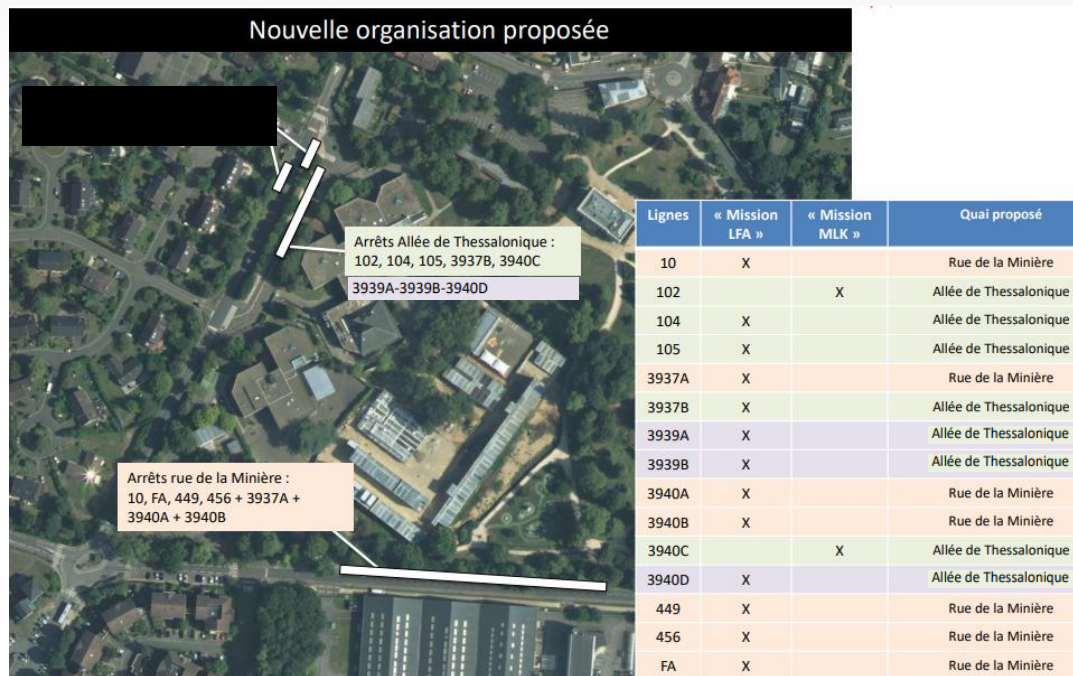 Nouvelle organisation proposée
Arrêts Allée de Thessalonique :
102, 104, 105, 3937B, 3940C
3939A-3939B-3940D
Arrêts rue de la Minière :
10, FA, 449, 456 + 3937A +
3940A + 3940B
Lignes « Mission LFA » « Mission MLK » Quai proposé
10 X Rue de la Minière
102 X Allée de Thessalonique
104 X Allée de Thessalonique
105 X Allée de Thessalonique
3937A X Rue de la Minière
3937B X Allée de Thessalonique
3939A X Allée de Thessalonique
3939B X Allée de Thessalonique
3940A X Rue de la Minière
3940B X Rue de la Minière
3940C X Allée de Thessalonique
3940D X Allée de Thessalonique
449 X Rue de la Minière
456 X Rue de la Minière
FA X Rue de la Minière